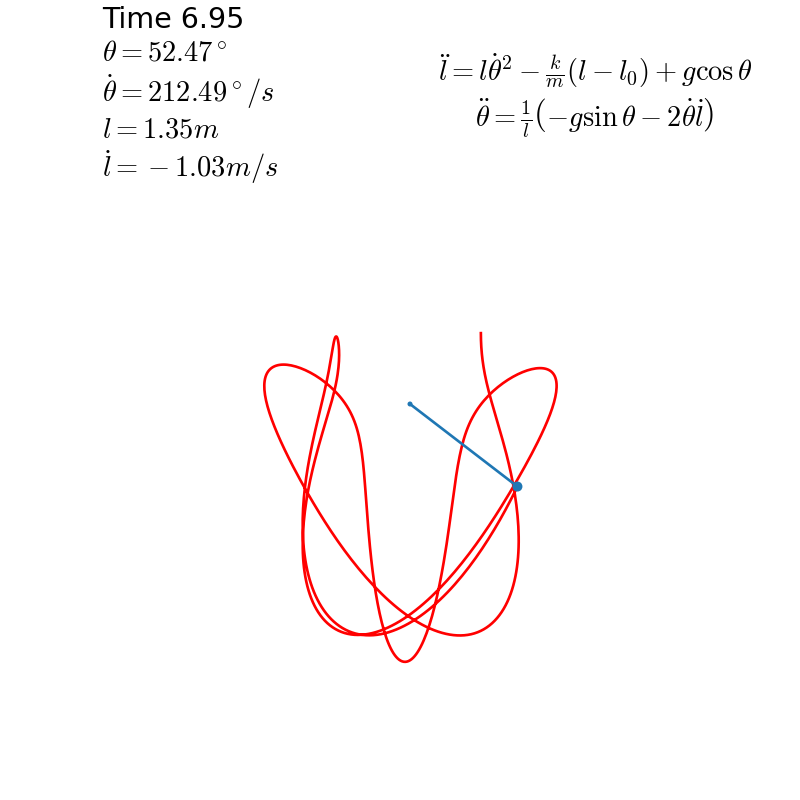 Time 6.95
θ = 52.47°
θ̇ = 212.49°/s
l = 1.35m
l̇ = −1.03m/s
l̈ = lθ̇² − k/m(l − l₀) + g cos θ
θ̈ = 1/l(−g sin θ − 2θ̇l̇)